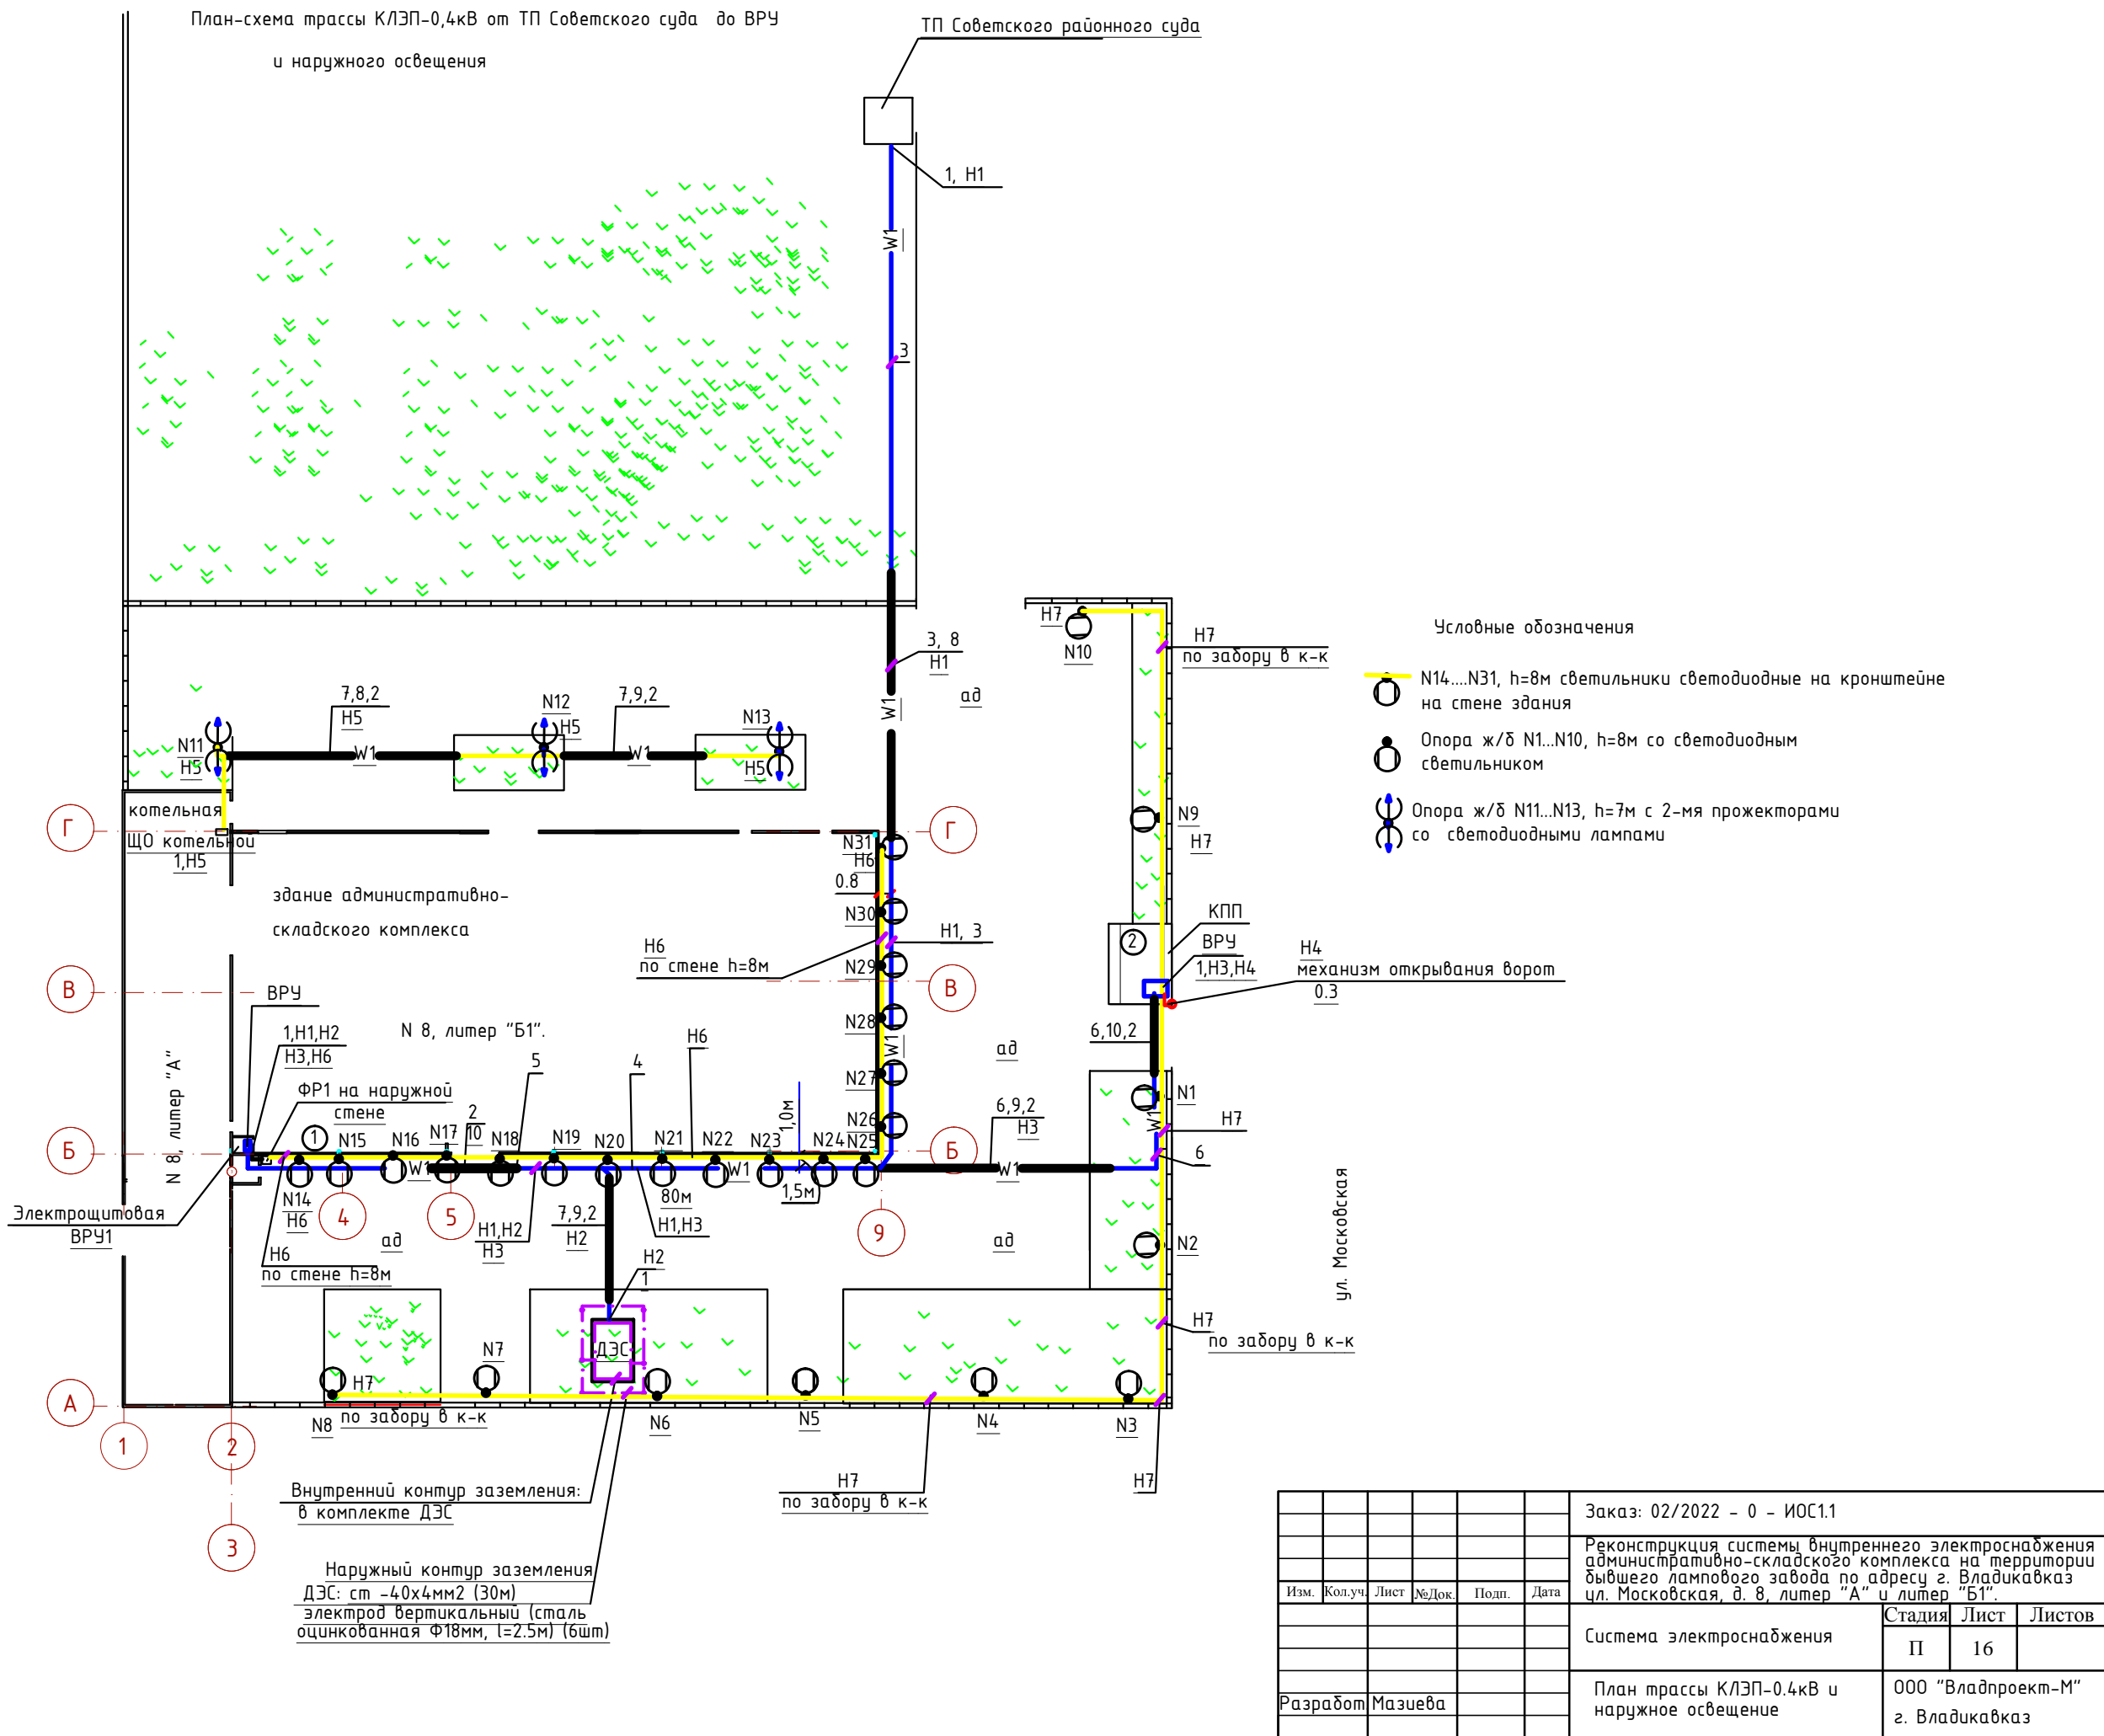 План-схема трассы КЛЭП-0,4кВ от ТП Советского суда до ВРУ
и наружного освещения
ТП Советского районного суда
1, Н1
W1
3
3, 8
Н1
W1
ад
Н7
N10
Н7
по забору в к-к
Условные обозначения
N14....N31, h=8м светильники светодиодные на кронштейне
на стене здания
Опора ж/б N1...N10, h=8м со светодиодным
светильником
Опора ж/б N11...N13, h=7м с 2-мя прожекторами
со светодиодными лампами
7,8,2
Н5
N12
Н5
7,9,2
N13
Н5
N11
Н5
W1
W1
котельная
ЩО котельной
1,Н5
Г
Г
N31
Н6
0.8
N30
N9
Н7
здание административно-
складского комплекса
Н6
по стене h=8м
Н1, 3
N29
КПП
2
ВРУ
1,Н3,Н4
Н4
механизм открывания ворот
0.3
В
В
ВРУ
N 8, литер "Б1".
1,Н1,Н2
Н3,Н6
N28
Н6
W1
ад
6,10,2
5
4
N27
N 8, литер "А"
ФР1 на наружной
стене
1,0м
N26
6,9,2
Н3
N1
W1
Н7
6
2
10
Б
1
N15
N16
N17
N18
N19
N20
N21
N22
N23
N24
N25
Б
W1
W1
W1
N14
Н6
4
5
80м
1,5м
9
Электрощитовая
ВРУ1
Н6
по стене h=8м
ад
Н1,Н2
Н3
7,9,2
Н2
Н1,Н3
ад
N2
ул. Московская
Н2
1
ДЭС
Н7
по забору в к-к
N7
Н7
по забору в к-к
А
N8
N6
N5
N4
N3
1
2
3
Внутренний контур заземления:
в комплекте ДЭС
Н7
по забору в к-к
Н7
Наружный контур заземления
ДЭС: ст -40х4мм2 (30м)
электрод вертикальный (сталь
оцинкованная Ф18мм, l=2.5м) (6шт)
Заказ: 02/2022 - 0 - ИОС1.1
Реконструкция системы внутреннего электроснабжения
административно-складского комплекса на территории
бывшего лампового завода по адресу г. Владикавказ
ул. Московская, д. 8, литер "А" и литер "Б1".
Изм. Кол.уч. Лист №Док. Подп. Дата
Система электроснабжения
Стадия Лист Листов
П 16
План трассы КЛЭП-0.4кВ и
наружное освещение
ООО "Владпроект-М"
г. Владикавказ
Разработ Мазиева